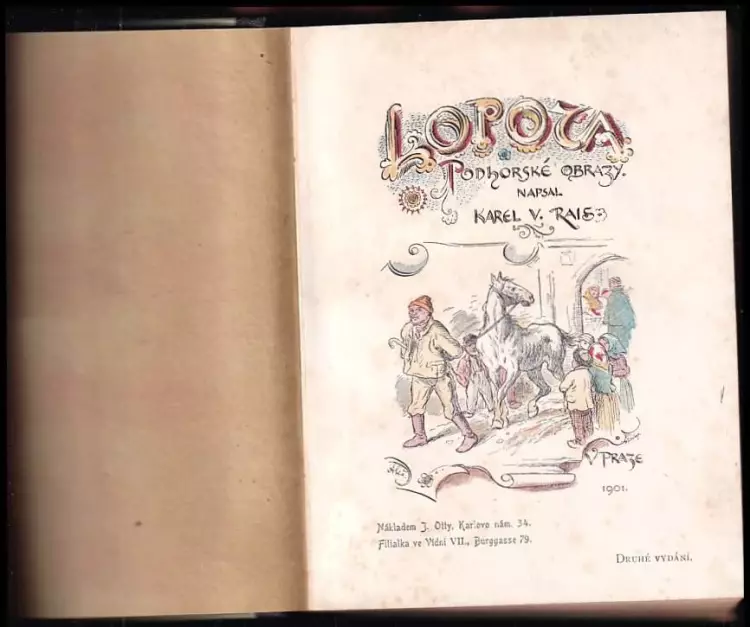 LOPOTA
PODHORSKÉ OBRAZY.
NAPSAL
KAREL V. RAIS
V PRAZE
1901.
Nákladem J. Otty, Karlovo nám. 34.
Filialka ve Vídni VII., Burggasse 79.
DRUHÉ VYDÁNÍ.